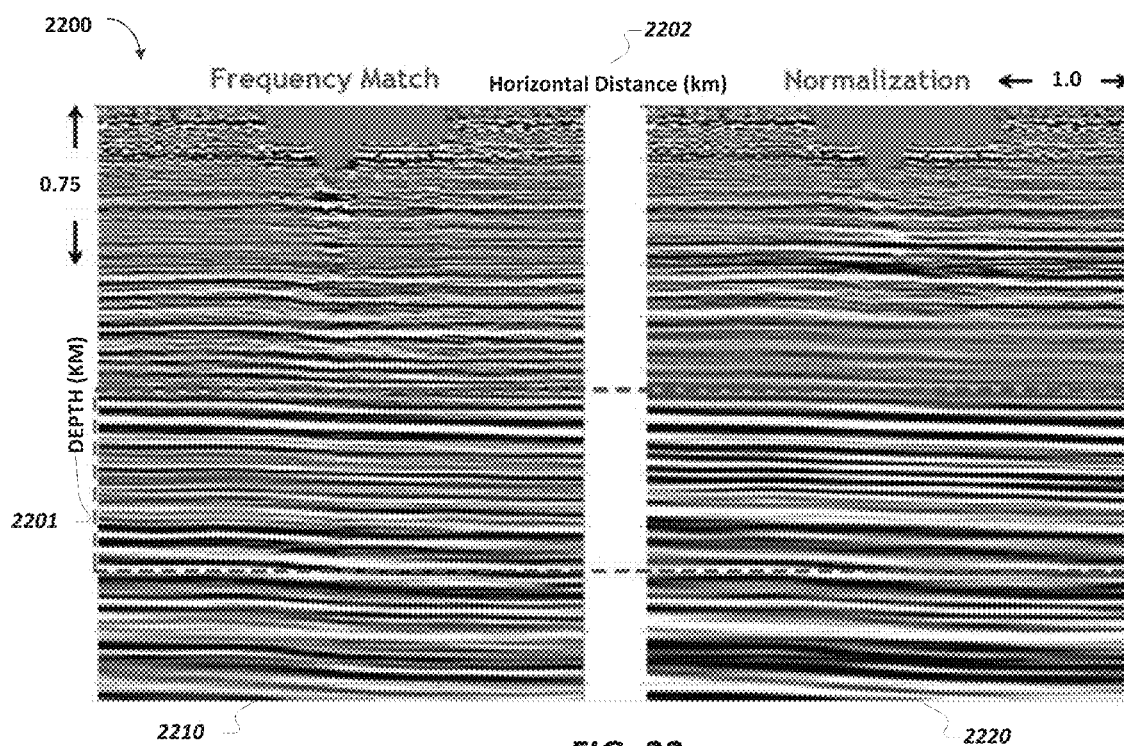 2200
2202
Frequency Match
Horizontal Distance (km)
Normalization
1.0
0.75
DEPTH (KM)
2201
2210
2220